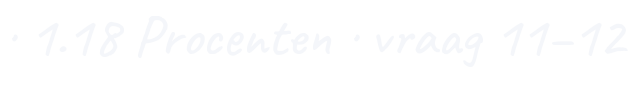 · 1.18 Procenten · vraag 11–12